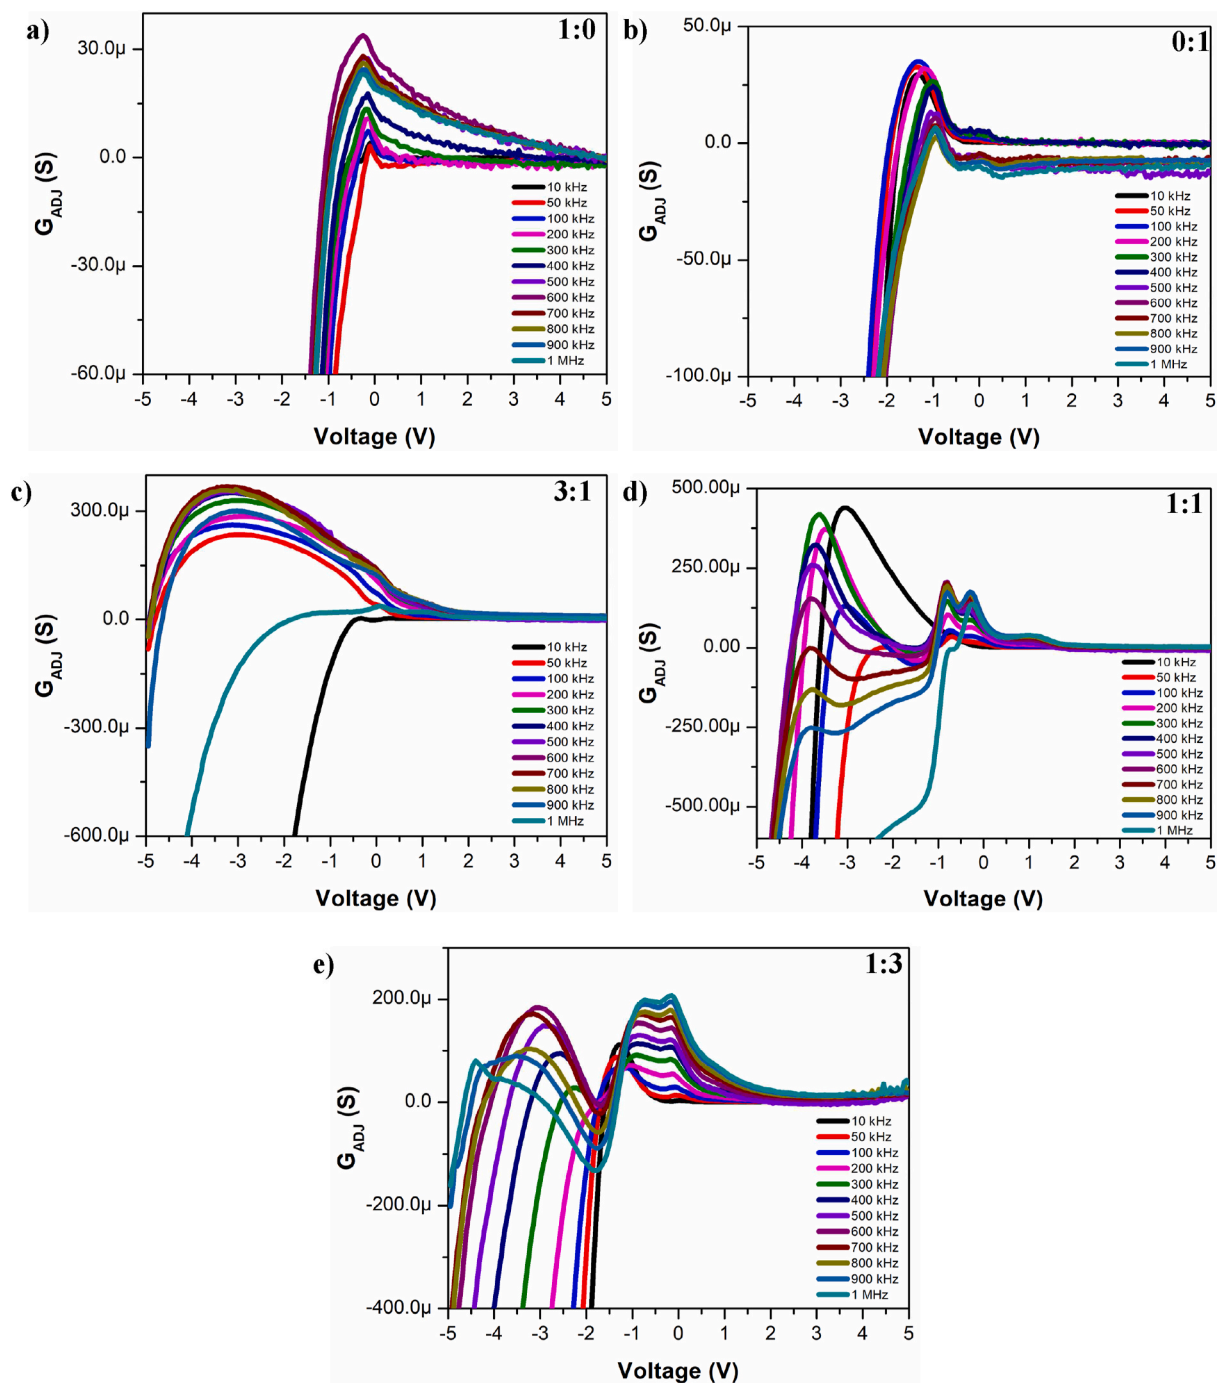 a)
1:0
30.0µ
0.0
-30.0µ
-60.0µ
G_ADJ (S)
10 kHz
50 kHz
100 kHz
200 kHz
300 kHz
400 kHz
500 kHz
600 kHz
700 kHz
800 kHz
900 kHz
1 MHz
-5 -4 -3 -2 -1 0 1 2 3 4 5
Voltage (V)
b)
0:1
50.0µ
0.0
-50.0µ
-100.0µ
G_ADJ (S)
10 kHz
50 kHz
100 kHz
200 kHz
300 kHz
400 kHz
500 kHz
600 kHz
700 kHz
800 kHz
900 kHz
1 MHz
-5 -4 -3 -2 -1 0 1 2 3 4 5
Voltage (V)
c)
3:1
300.0µ
0.0
-300.0µ
-600.0µ
G_ADJ (S)
10 kHz
50 kHz
100 kHz
200 kHz
300 kHz
400 kHz
500 kHz
600 kHz
700 kHz
800 kHz
900 kHz
1 MHz
-5 -4 -3 -2 -1 0 1 2 3 4 5
Voltage (V)
d)
1:1
500.00µ
250.00µ
0.00
-250.00µ
-500.00µ
G_ADJ (S)
10 kHz
50 kHz
100 kHz
200 kHz
300 kHz
400 kHz
500 kHz
600 kHz
700 kHz
800 kHz
900 kHz
1 MHz
-5 -4 -3 -2 -1 0 1 2 3 4 5
Voltage (V)
e)
1:3
200.0µ
0.0
-200.0µ
-400.0µ
G_ADJ (S)
10 kHz
50 kHz
100 kHz
200 kHz
300 kHz
400 kHz
500 kHz
600 kHz
700 kHz
800 kHz
900 kHz
1 MHz
-5 -4 -3 -2 -1 0 1 2 3 4 5
Voltage (V)